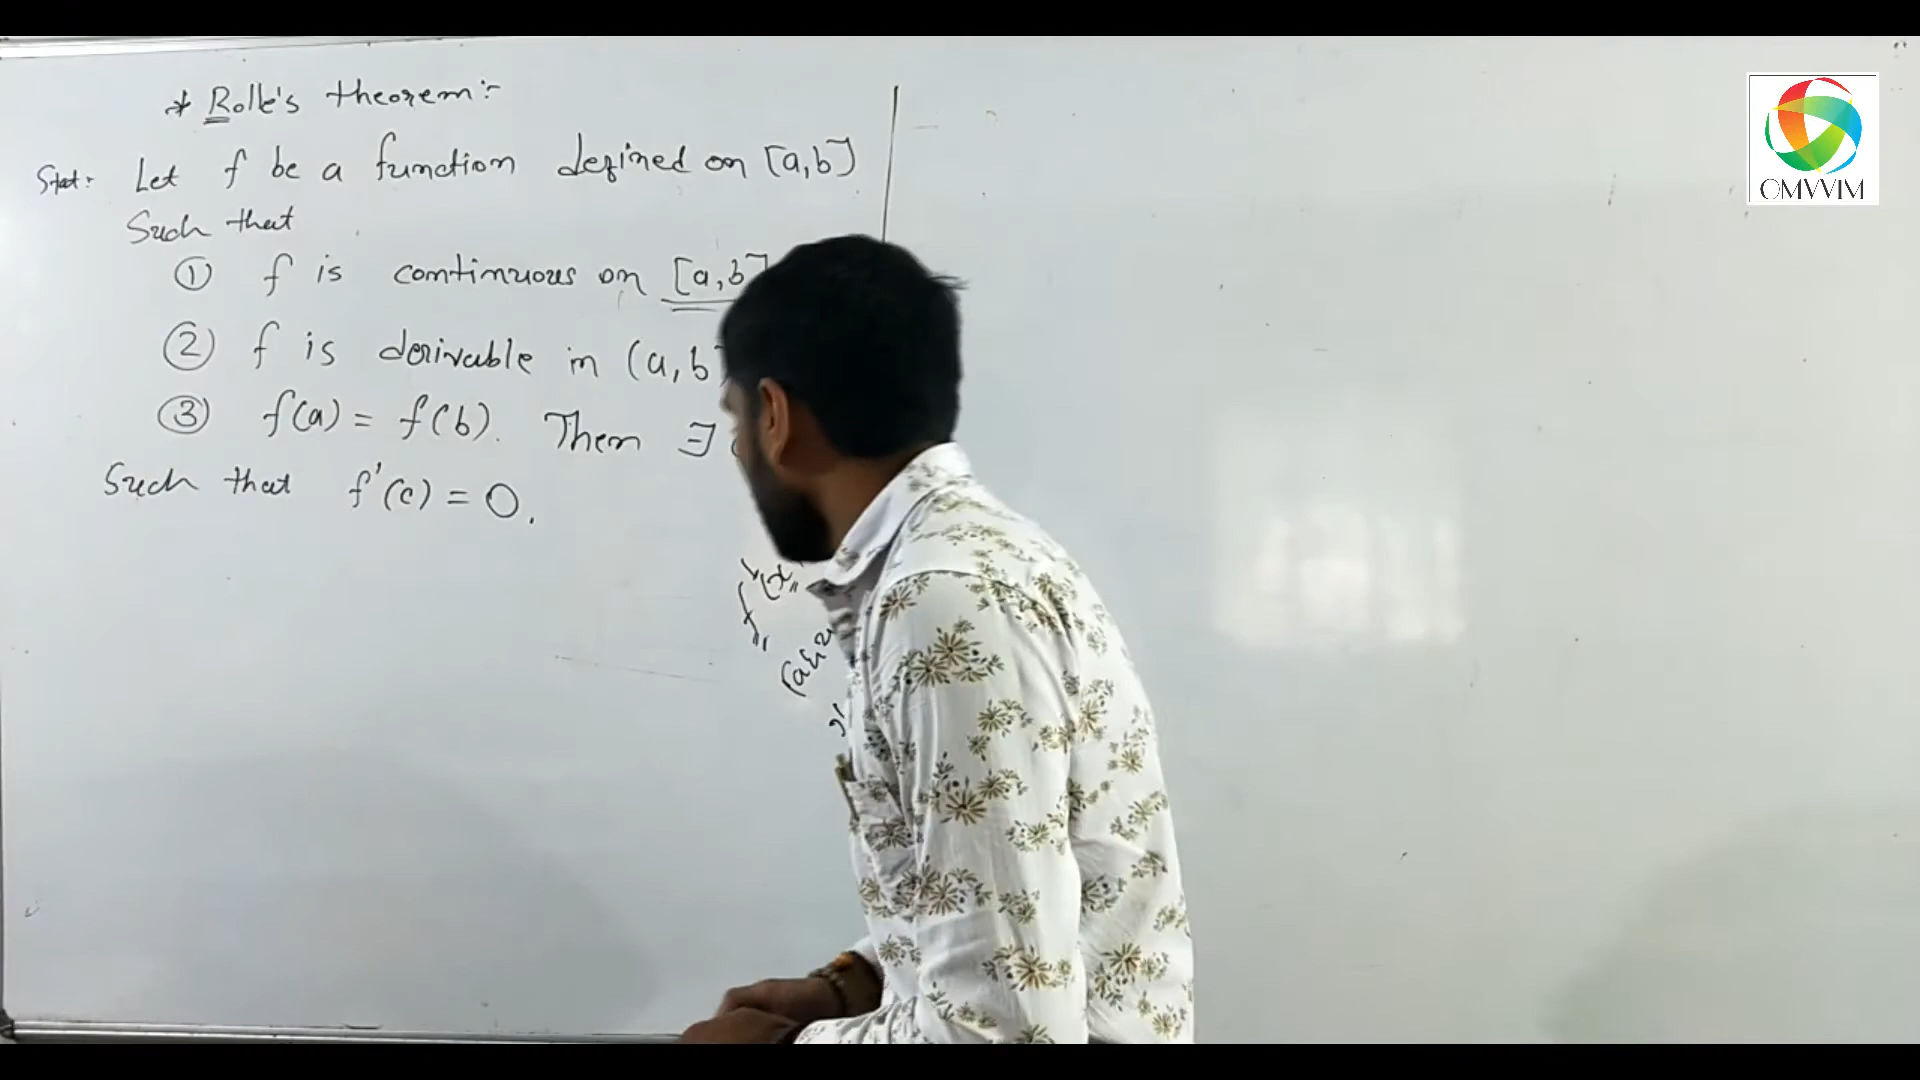 * Rolle's theorem:-
Stat:- Let f be a function defined on [a,b]
Such that
① f is continuous on [a,b]
② f is derivable in (a,b
③ f(a) = f(b). Then ∃
Such that f'(c) = 0.
f'(x
OMVVIM